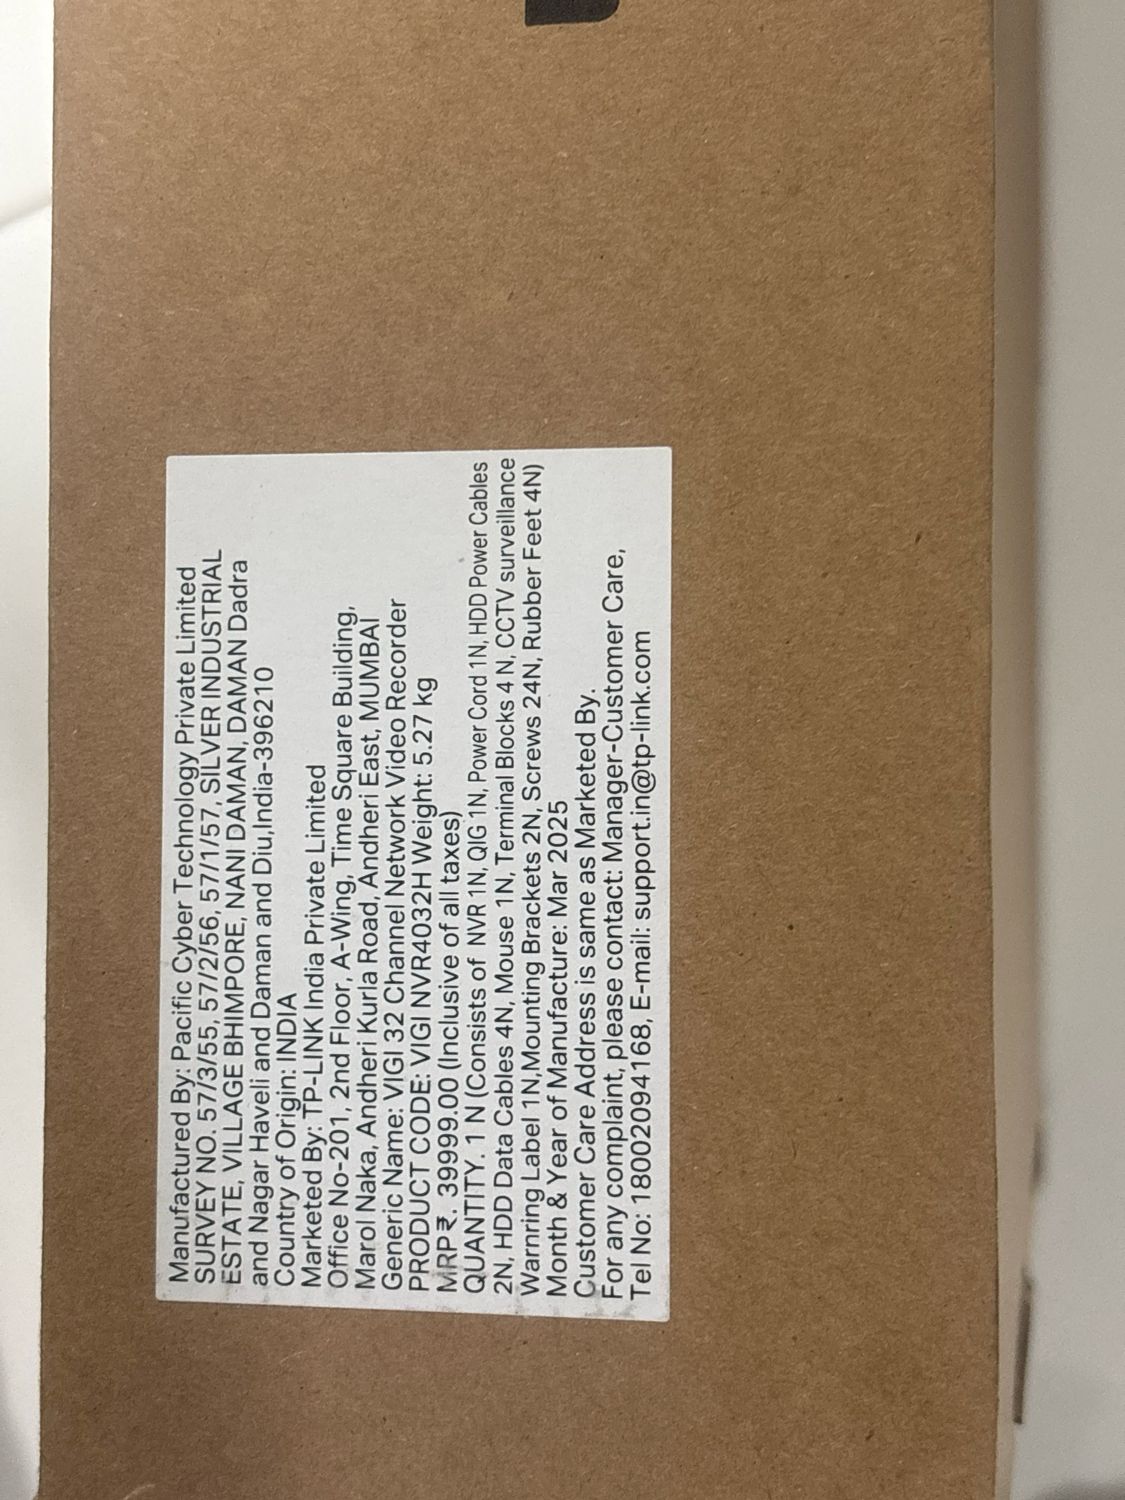 Manufactured By: Pacific Cyber Technology Private Limited
SURVEY NO. 57/3/55, 57/2/56, 57/1/57, SILVER INDUSTRIAL
ESTATE, VILLAGE BHIMPORE, NANI DAMAN, DAMAN Dadra
and Nagar Haveli and Daman and Diu,India-396210
Country of Origin: INDIA
Marketed By: TP-LINK India Private Limited
Office No-201, 2nd Floor, A-Wing, Time Square Building,
Marol Naka, Andheri Kurla Road, Andheri East, MUMBAI
Generic Name: VIGI 32 Channel Network Video Recorder
PRODUCT CODE: VIGI NVR4032H Weight: 5.27 kg
MRP₹. 39999.00 (Inclusive of all taxes)
QUANTITY. 1 N (Consists of NVR 1N, QIG 1N, Power Cord 1N, HDD Power Cables
2N, HDD Data Cables 4N, Mouse 1N, Terminal Blocks 4 N, CCTV surveillance
Warnring Label 1N,Mounting Brackets 2N, Screws 24N, Rubber Feet 4N)
Month & Year of Manufacture: Mar 2025
Customer Care Address is same as Marketed By.
For any complaint, please contact: Manager-Customer Care,
Tel No: 18002094168, E-mail: support.in@tp-link.com